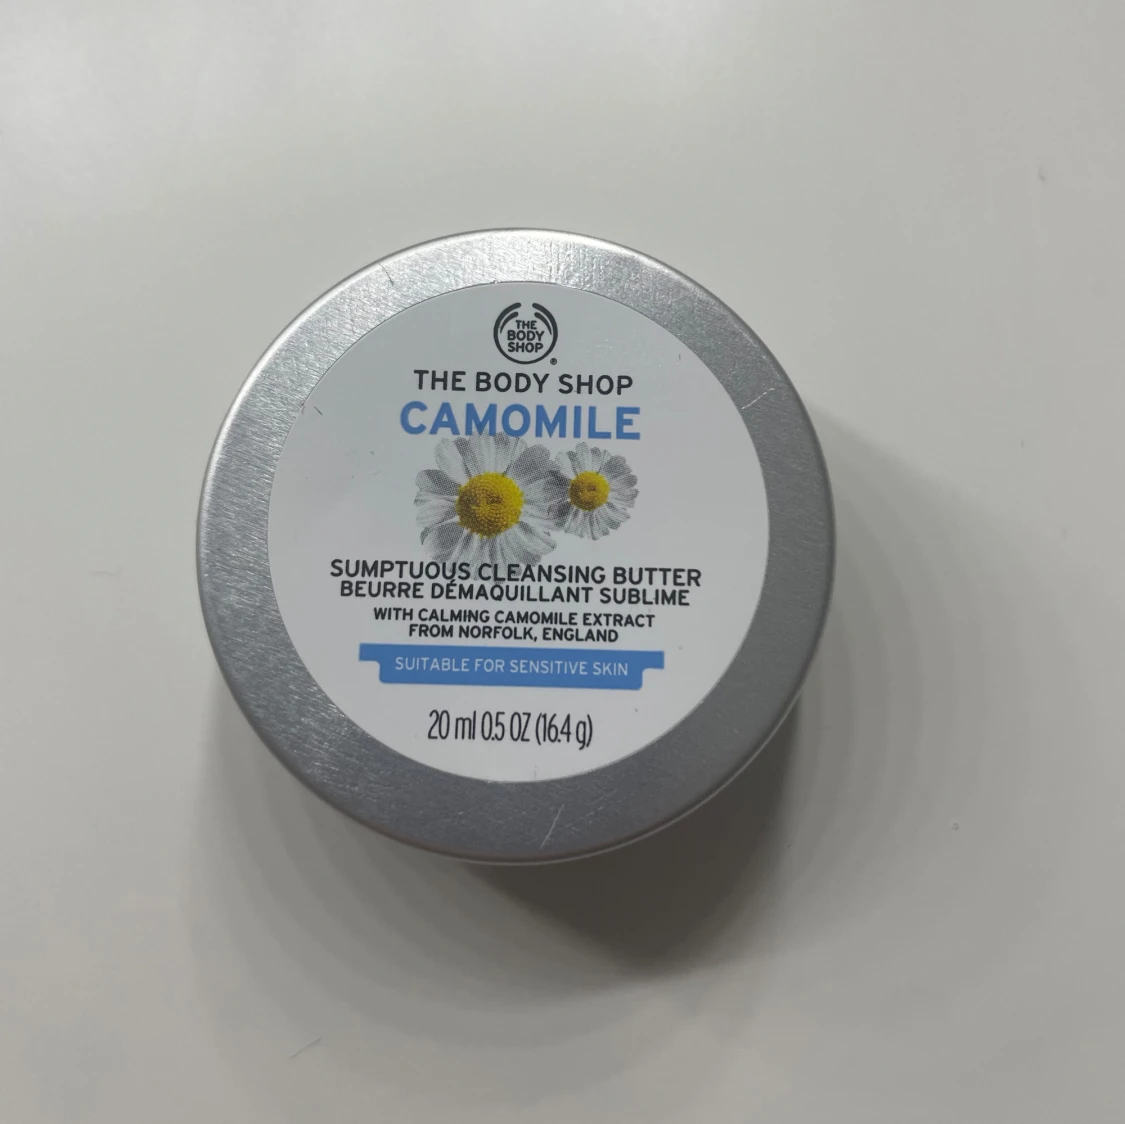 THE
BODY
SHOP
®
THE BODY SHOP
CAMOMILE
SUMPTUOUS CLEANSING BUTTER
BEURRE DÉMAQUILLANT SUBLIME
WITH CALMING CAMOMILE EXTRACT
FROM NORFOLK, ENGLAND
SUITABLE FOR SENSITIVE SKIN
20 ml 0.5 OZ (16.4 g)